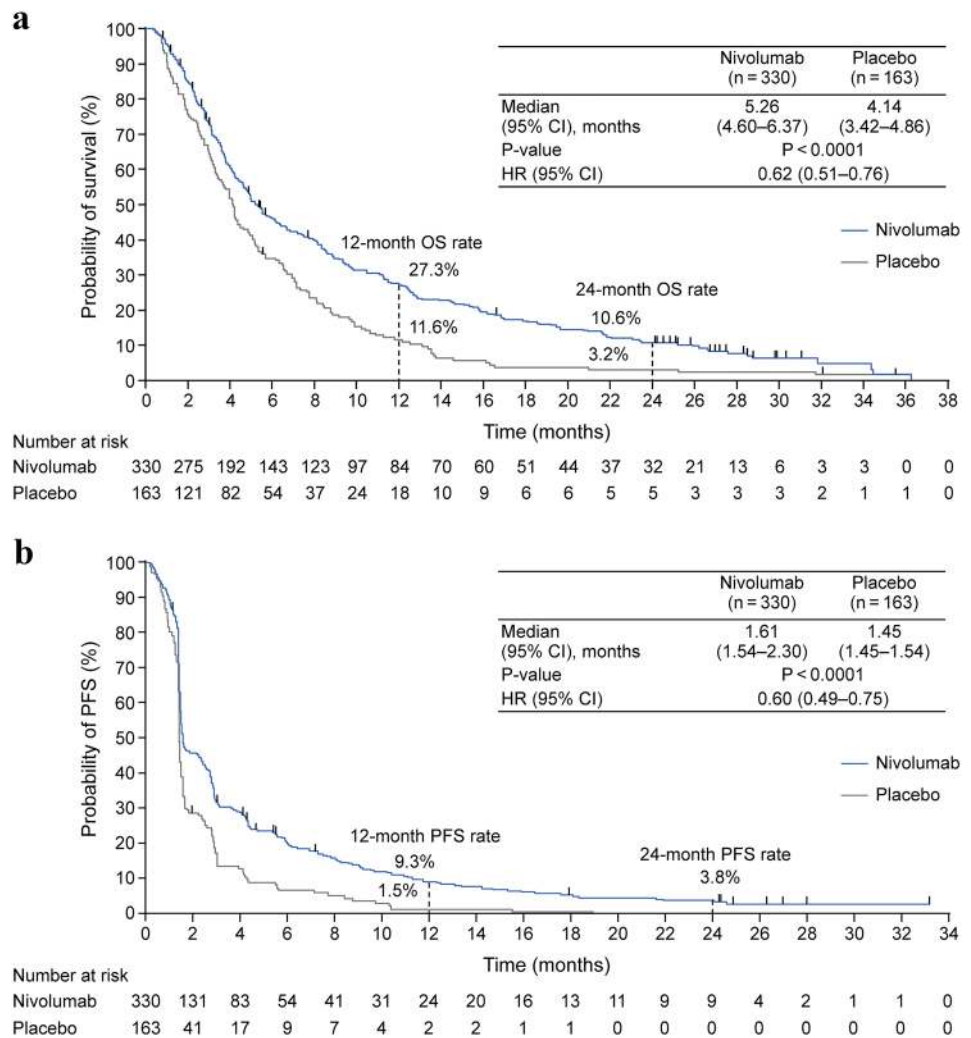 a
Nivolumab Placebo
(n = 330) (n = 163)
Median 5.26 4.14
(95% CI), months (4.60–6.37) (3.42–4.86)
P-value P < 0.0001
HR (95% CI) 0.62 (0.51–0.76)
Probability of survival (%)
100
90
80
70
60
50
40
30
20
10
0
Nivolumab
Placebo
12-month OS rate
27.3%
11.6%
24-month OS rate
10.6%
3.2%
0 2 4 6 8 10 12 14 16 18 20 22 24 26 28 30 32 34 36 38
Time (months)
Number at risk
Nivolumab 330 275 192 143 123 97 84 70 60 51 44 37 32 21 13 6 3 3 0 0
Placebo 163 121 82 54 37 24 18 10 9 6 6 5 5 3 3 3 2 1 1 0
b
Nivolumab Placebo
(n = 330) (n = 163)
Median 1.61 1.45
(95% CI), months (1.54–2.30) (1.45–1.54)
P-value P < 0.0001
HR (95% CI) 0.60 (0.49–0.75)
Probability of PFS (%)
100
90
80
70
60
50
40
30
20
10
0
Nivolumab
Placebo
12-month PFS rate
9.3%
1.5%
24-month PFS rate
3.8%
0 2 4 6 8 10 12 14 16 18 20 22 24 26 28 30 32 34
Time (months)
Number at risk
Nivolumab 330 131 83 54 41 31 24 20 16 13 11 9 9 4 2 1 1 0
Placebo 163 41 17 9 7 4 2 2 1 1 0 0 0 0 0 0 0 0